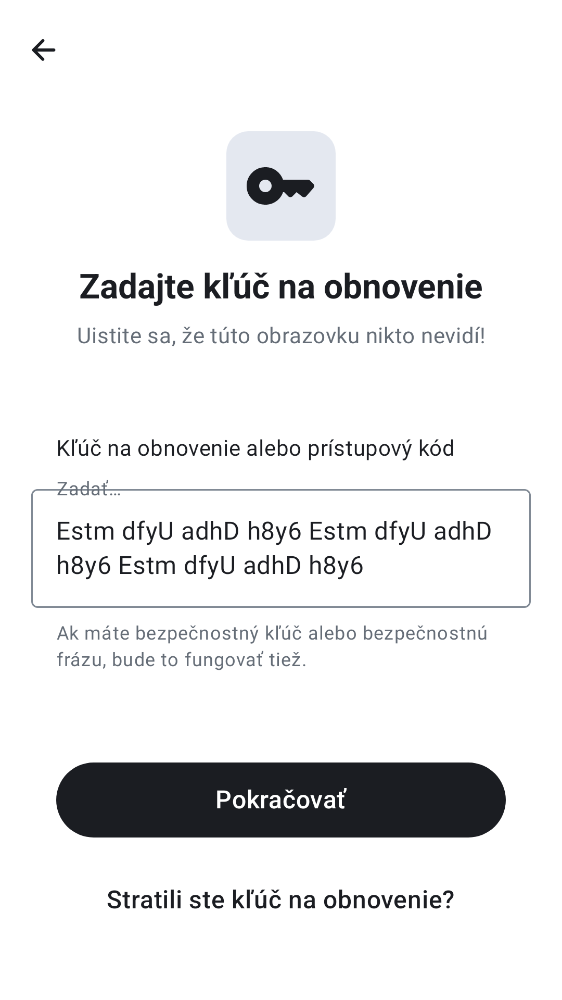 Zadajte kľúč na obnovenie
Uistite sa, že túto obrazovku nikto nevidí!
Kľúč na obnovenie alebo prístupový kód
Zadať…
Estm dfyU adhD h8y6 Estm dfyU adhD
h8y6 Estm dfyU adhD h8y6
Ak máte bezpečnostný kľúč alebo bezpečnostnú
frázu, bude to fungovať tiež.
Pokračovať
Stratili ste kľúč na obnovenie?